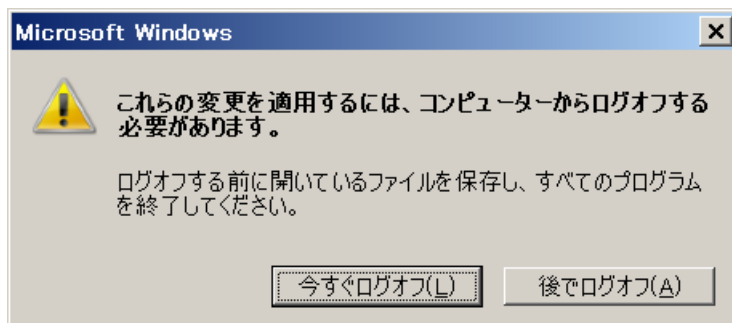 Microsoft Windows
これらの変更を適用するには、コンピューターからログオフする
必要があります。
ログオフする前に開いているファイルを保存し、すべてのプログラム
を終了してください。
今すぐログオフ(L)
後でログオフ(A)